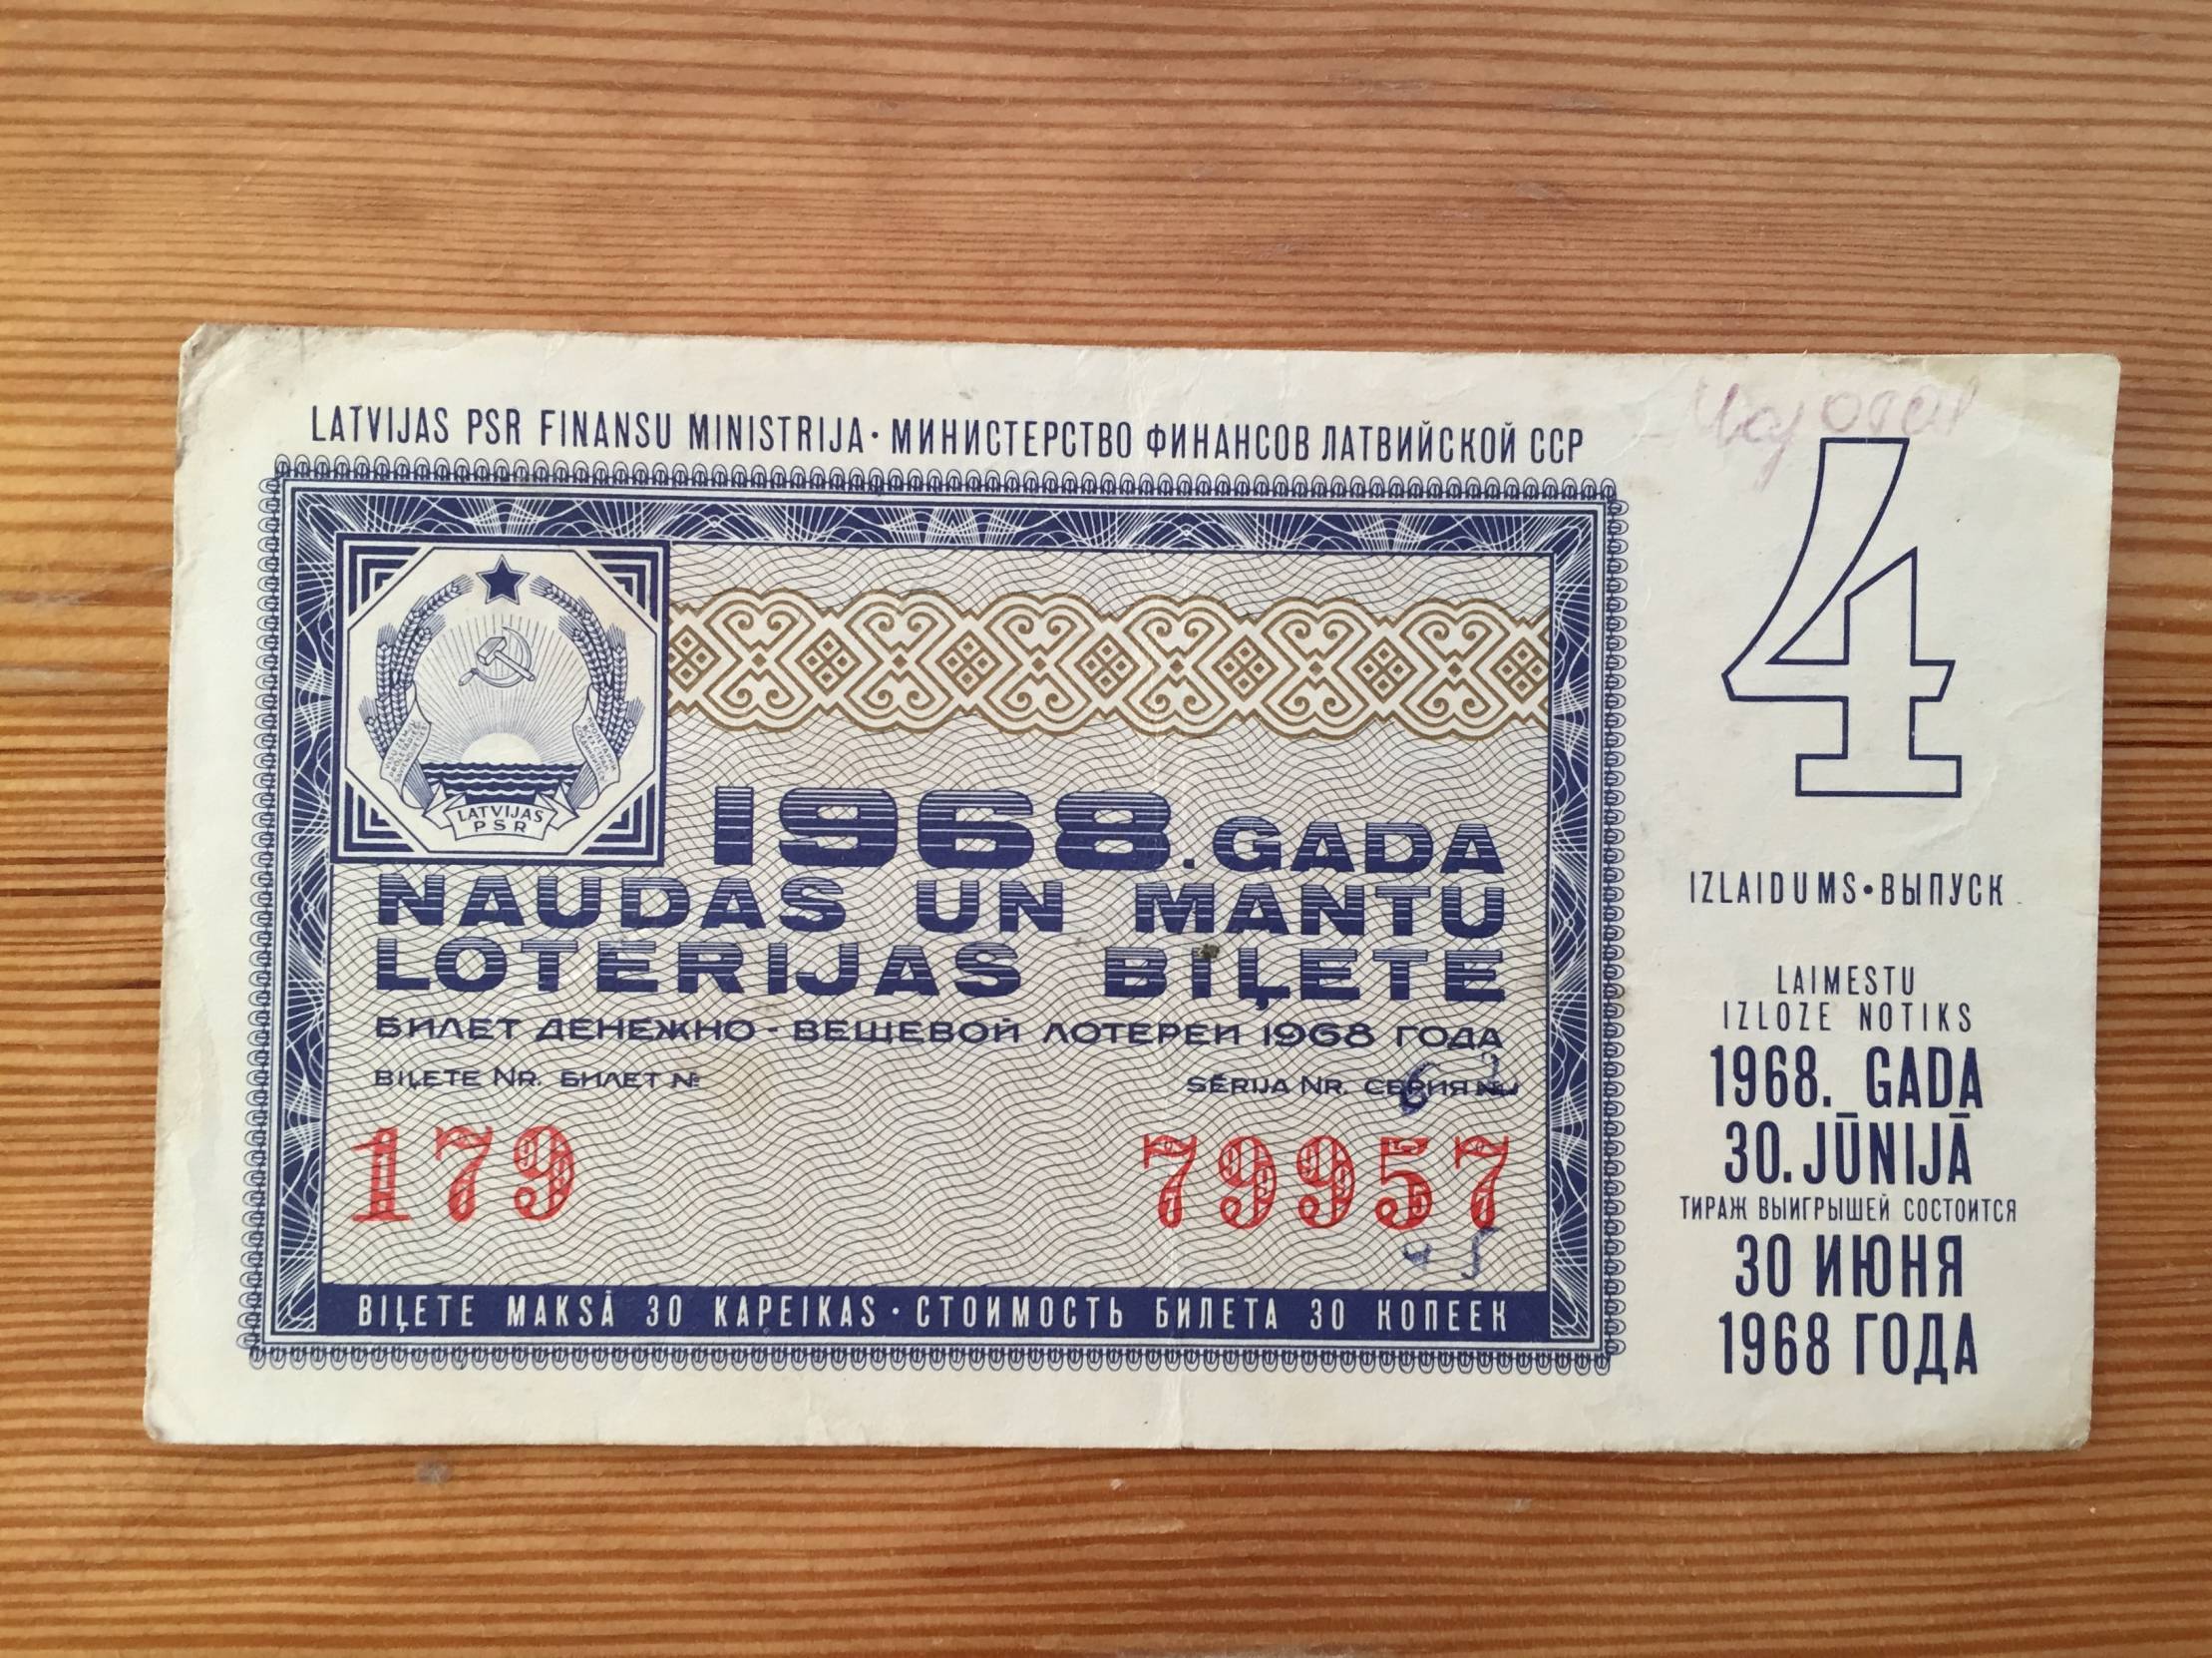 LATVIJAS PSR FINANSU MINISTRIJA · МИНИСТЕРСТВО ФИНАНСОВ ЛАТВИЙСКОЙ ССР
LATVIJAS
PSR
1968. GADA
NAUDAS UN MANTU
LOTERIJAS BIĻETE
БИЛЕТ ДЕНЕЖНО-ВЕЩЕВОЙ ЛОТЕРЕИ 1968 ГОДА
BIĻETE NR. БИЛЕТ №
SĒRIJA NR. СЕРИЯ №
6
179
79957
4 5
BIĻETE MAKSĀ 30 KAPEIKAS · СТОИМОСТЬ БИЛЕТА 30 КОПЕЕК
4
IZLAIDUMS · ВЫПУСК
LAIMESTU
IZLOZE NOTIKS
1968. GADA
30. JŪNIJĀ
ТИРАЖ ВЫИГРЫШЕЙ СОСТОИТСЯ
30 ИЮНЯ
1968 ГОДА